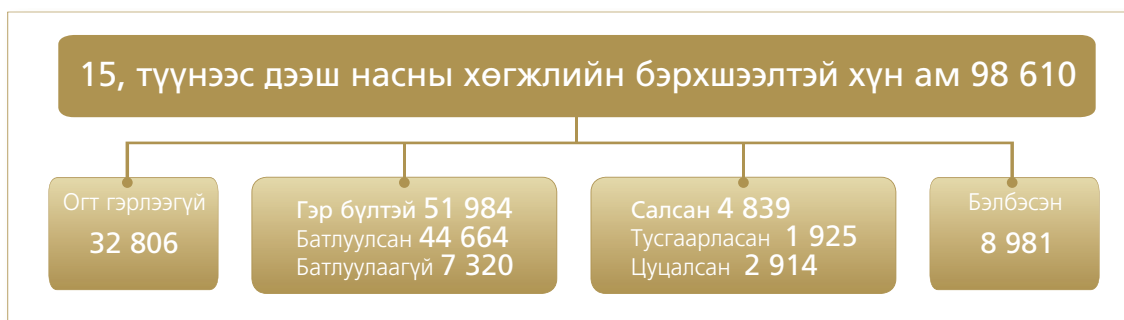 15, түүнээс дээш насны хөгжлийн бэрхшээлтэй хүн ам 98 610
Огт гэрлээгүй
32 806
Гэр бүлтэй 51 984
Батлуулсан 44 664
Батлуулаагүй 7 320
Салсан 4 839
Тусгаарласан 1 925
Цуцалсан 2 914
Бэлбэсэн
8 981